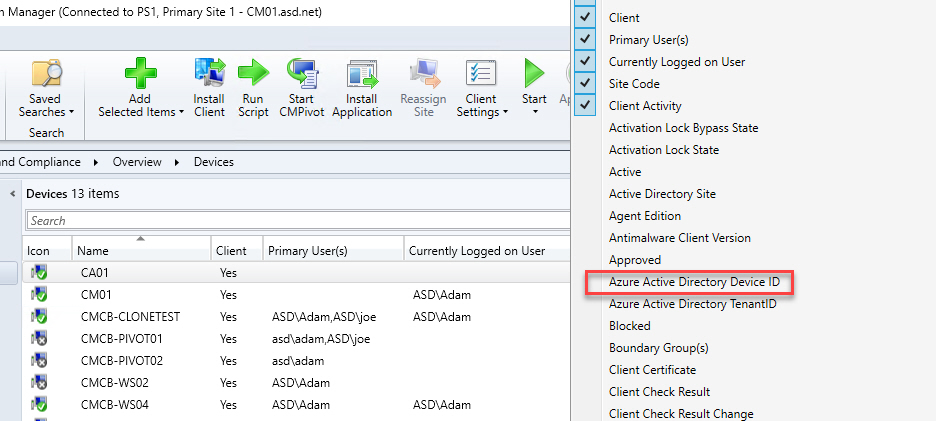 n Manager (Connected to PS1, Primary Site 1 - CM01.asd.net)
Saved Searches
Add Selected Items
Install Client
Run Script
Start CMPivot
Install Application
Reassign Site
Client Settings
Start
Ap
Search
and Compliance Overview Devices
Devices 13 items
Search
Icon Name Client Primary User(s) Currently Logged on User
CA01 Yes
CM01 Yes ASD\Adam
CMCB-CLONETEST Yes ASD\Adam,ASD\joe ASD\Adam
CMCB-PIVOT01 Yes asd\adam,ASD\joe
CMCB-PIVOT02 Yes asd\adam
CMCB-WS02 Yes ASD\Adam
CMCB-WS04 Yes ASD\Adam ASD\Adam
Client
Primary User(s)
Currently Logged on User
Site Code
Client Activity
Activation Lock Bypass State
Activation Lock State
Active
Active Directory Site
Agent Edition
Antimalware Client Version
Approved
Azure Active Directory Device ID
Azure Active Directory TenantID
Blocked
Boundary Group(s)
Client Certificate
Client Check Result
Client Check Result Change